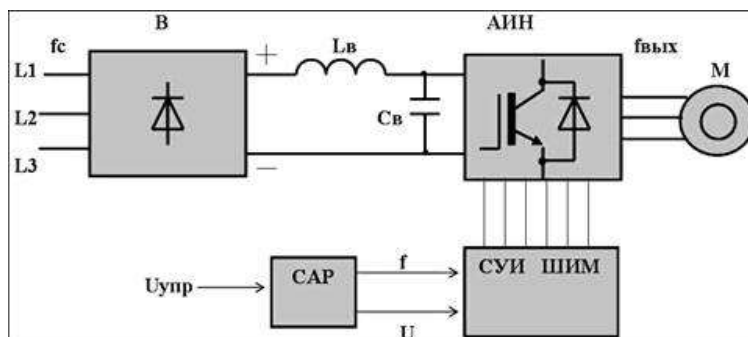 fc В АИН fвых
L1 + Lв М
L2 Cв
L3 −
f
Uупр САР СУИ ШИМ
U